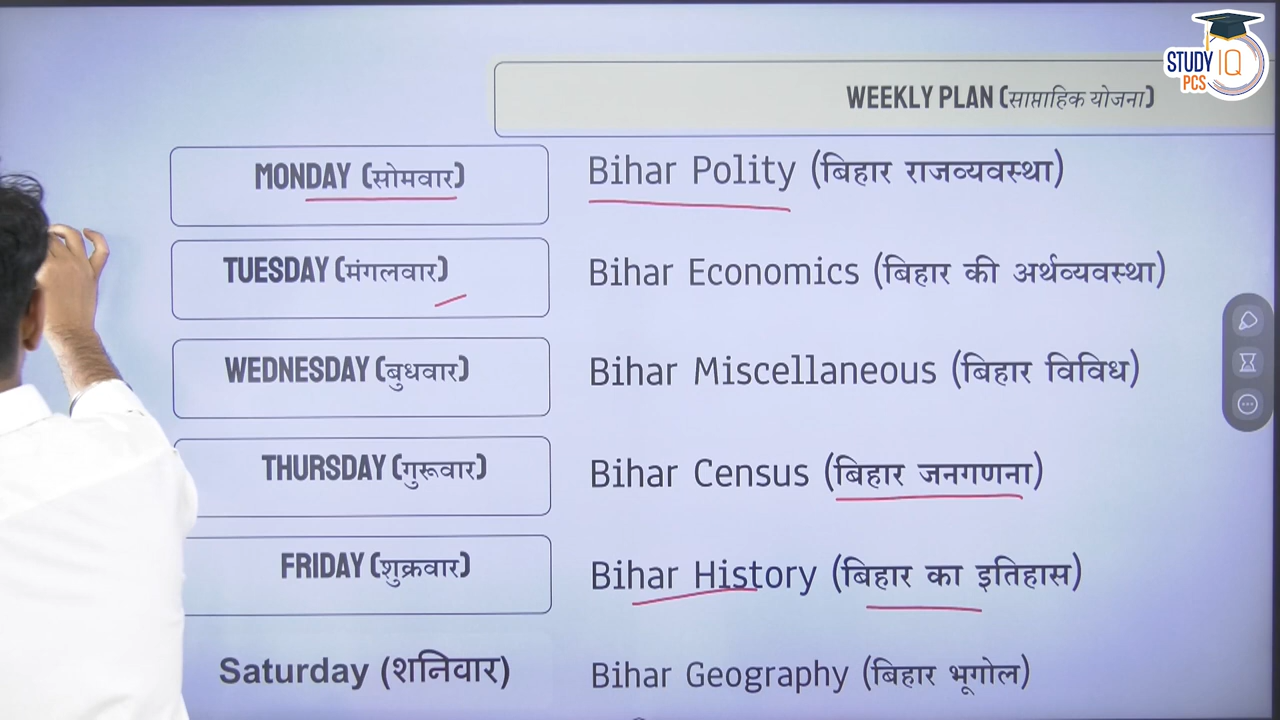 STUDY IQ
PCS
WEEKLY PLAN (साप्ताहिक योजना)
MONDAY (सोमवार) Bihar Polity (बिहार राजव्यवस्था)
TUESDAY (मंगलवार) Bihar Economics (बिहार की अर्थव्यवस्था)
WEDNESDAY (बुधवार) Bihar Miscellaneous (बिहार विविध)
THURSDAY (गुरूवार) Bihar Census (बिहार जनगणना)
FRIDAY (शुक्रवार) Bihar History (बिहार का इतिहास)
Saturday (शनिवार) Bihar Geography (बिहार भूगोल)